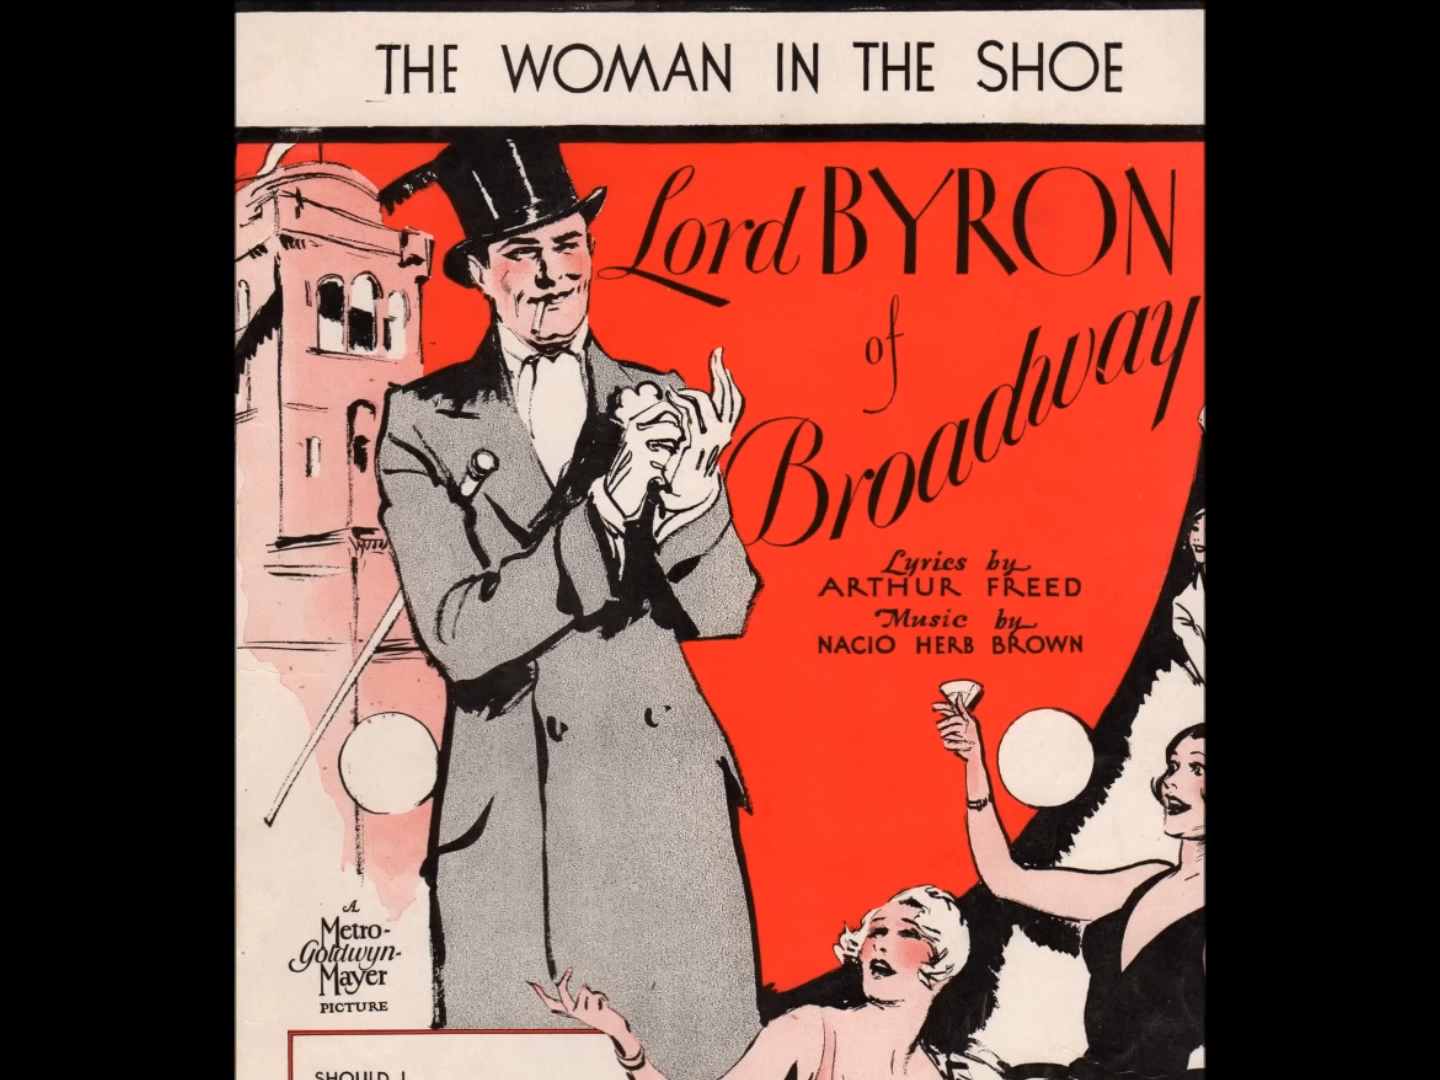 THE WOMAN IN THE SHOE
Lord BYRON
of
Broadway
Lyrics by
ARTHUR FREED
Music by
NACIO HERB BROWN
A
Metro-
Goldwyn-
Mayer
PICTURE
SHOULD I